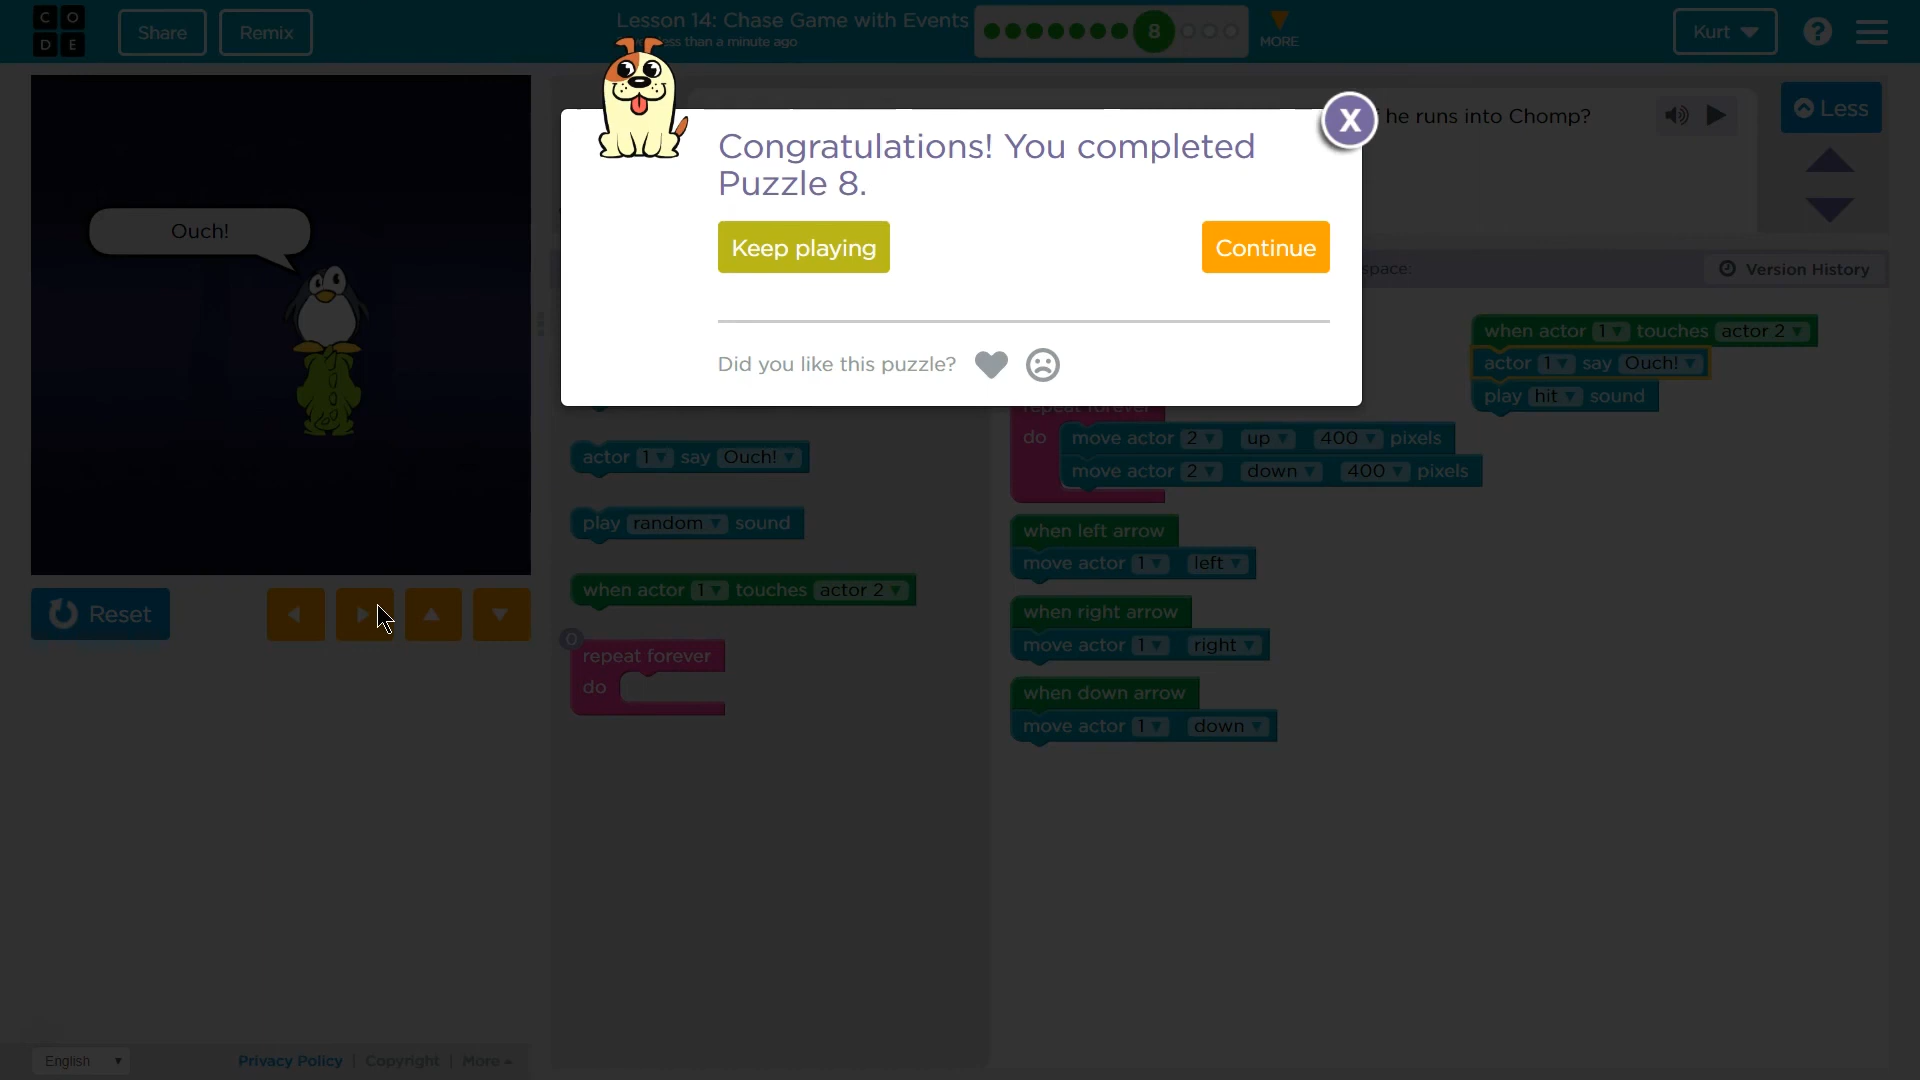 C O
D E
Share
Remix
Lesson 14: Chase Game with Events
less than a minute ago
8
MORE
Kurt
?
he runs into Chomp?
Less
X
Congratulations! You completed
Puzzle 8.
Keep playing
Continue
Did you like this puzzle?
Ouch!
Reset
space:
Version History
actor 1 say Ouch!
play random sound
when actor 1 touches actor 2
0
repeat forever
do
repeat forever
do
move actor 2 up 400 pixels
move actor 2 down 400 pixels
when left arrow
move actor 1 left
when right arrow
move actor 1 right
when down arrow
move actor 1 down
when actor 1 touches actor 2
actor 1 say Ouch!
play hit sound
English
Privacy Policy | Copyright | More